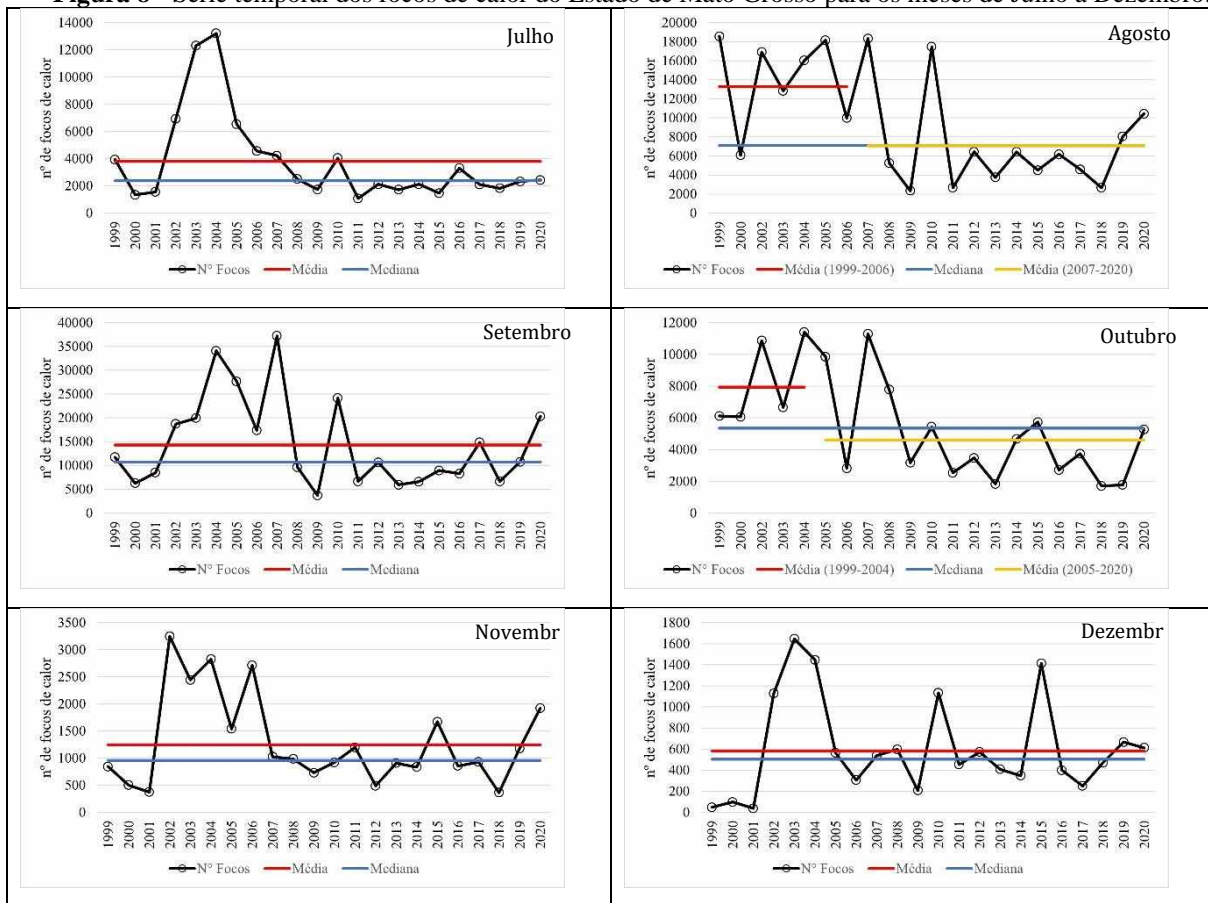 Figura - Série temporal dos focos de calor do Estado de Mato Grosso para os meses de Julho a Dezembro.
Julho
nº de focos de calor
14000
12000
10000
8000
6000
4000
2000
0
1999 2000 2001 2002 2003 2004 2005 2006 2007 2008 2009 2010 2011 2012 2013 2014 2015 2016 2017 2018 2019 2020
N° Focos Média Mediana
Agosto
nº de focos de calor
20000
18000
16000
14000
12000
10000
8000
6000
4000
2000
0
1999 2000 2001 2002 2003 2004 2005 2006 2007 2008 2009 2010 2011 2012 2013 2014 2015 2016 2017 2018 2019 2020
N° Focos Média (1999-2006) Mediana Média (2007-2020)
Setembro
nº de focos de calor
40000
35000
30000
25000
20000
15000
10000
5000
0
1999 2000 2001 2002 2003 2004 2005 2006 2007 2008 2009 2010 2011 2012 2013 2014 2015 2016 2017 2018 2019 2020
N° Focos Média Mediana
Outubro
nº de focos de calor
12000
10000
8000
6000
4000
2000
0
1999 2000 2001 2002 2003 2004 2005 2006 2007 2008 2009 2010 2011 2012 2013 2014 2015 2016 2017 2018 2019 2020
N° Focos Média (1999-2004) Mediana Média (2005-2020)
Novembr
nº de focos de calor
3500
3000
2500
2000
1500
1000
500
0
1999 2000 2001 2002 2003 2004 2005 2006 2007 2008 2009 2010 2011 2012 2013 2014 2015 2016 2017 2018 2019 2020
N° Focos Média Mediana
Dezembr
nº de focos de calor
1800
1600
1400
1200
1000
800
600
400
200
0
1999 2000 2001 2002 2003 2004 2005 2006 2007 2008 2009 2010 2011 2012 2013 2014 2015 2016 2017 2018 2019 2020
N° Focos Média Mediana